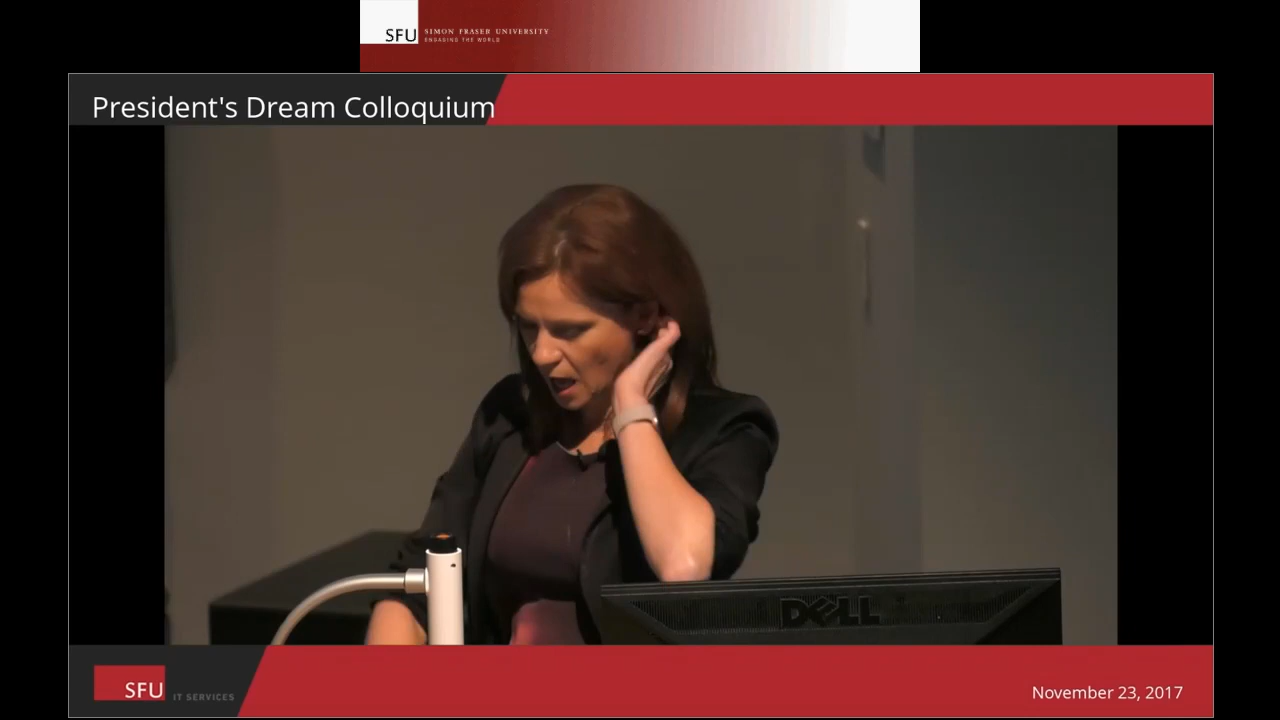 SFU SIMON FRASER UNIVERSITY
ENGAGING THE WORLD
President's Dream Colloquium
DELL
SFU IT SERVICES
November 23, 2017